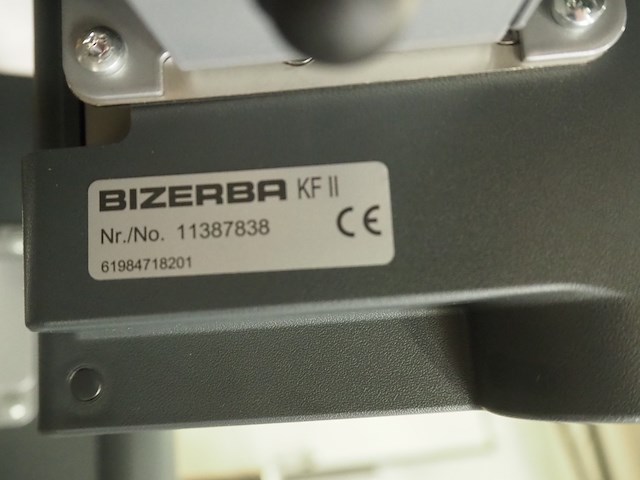 BIZERBA KF II
Nr./No. 11387838
CE
61984718201